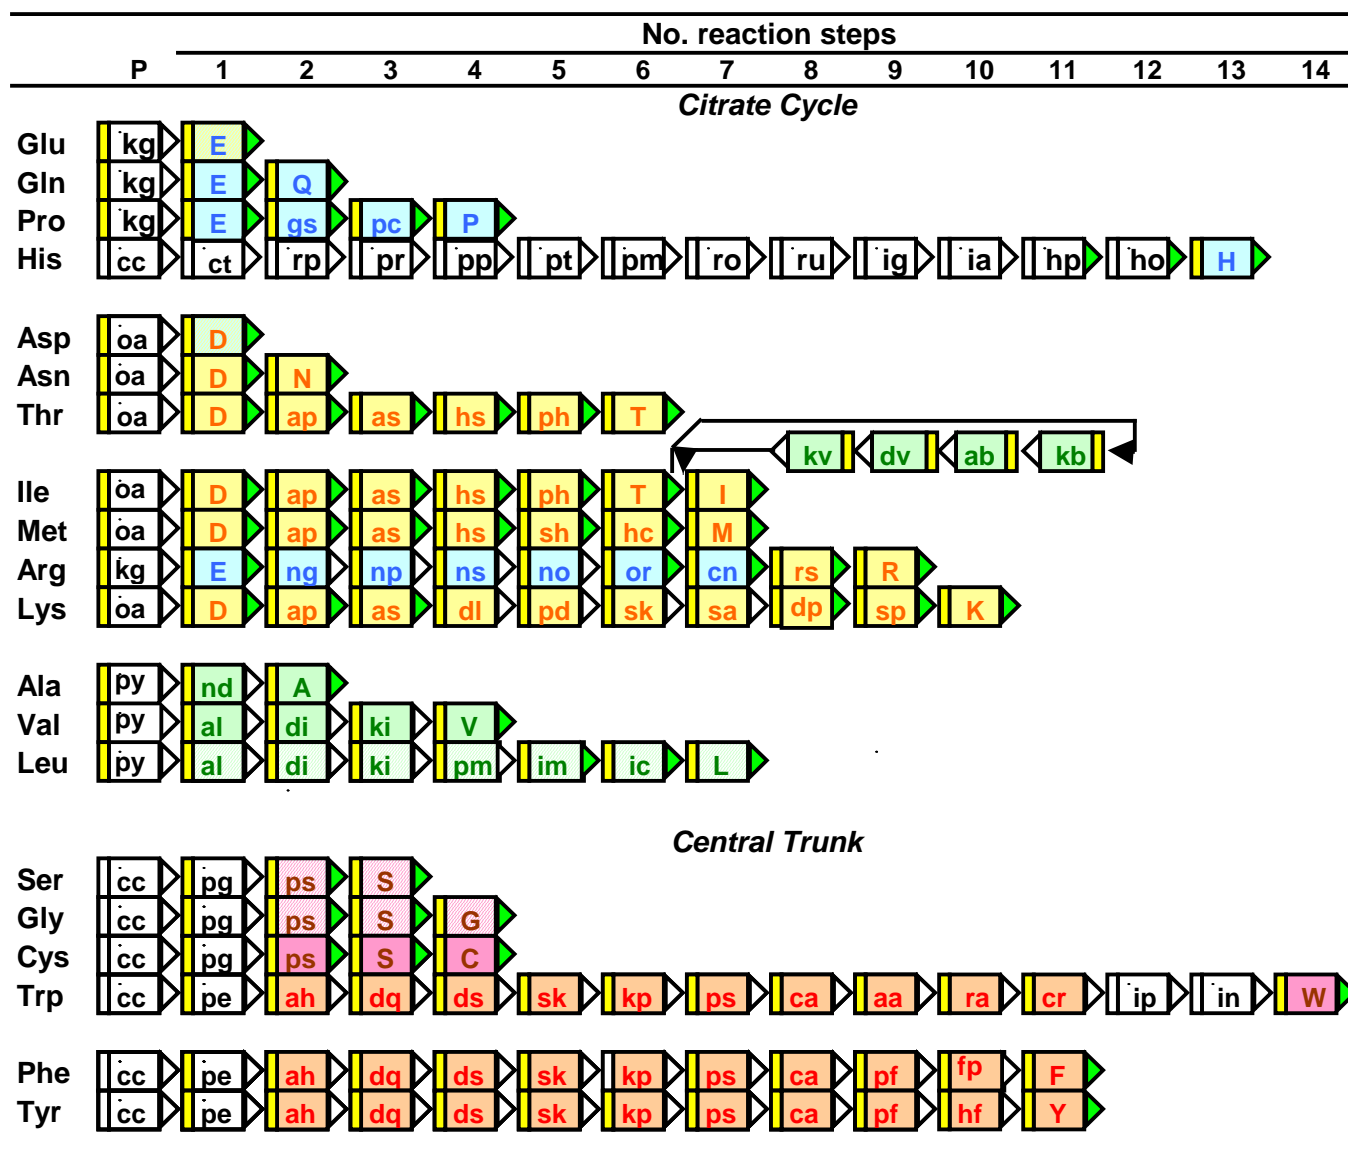 No. reaction steps
P 1 2 3 4 5 6 7 8 9 10 11 12 13 14
Citrate Cycle
Glu kg E
Gln kg E Q
Pro kg E gs pc P
His cc ct rp pr pp pt pm ro ru ig ia hp ho H
Asp oa D
Asn oa D N
Thr oa D ap as hs ph T
kv dv ab kb
Ile oa D ap as hs ph T I
Met oa D ap as hs sh hc M
Arg kg E ng np ns no or cn rs R
Lys oa D ap as dl pd sk sa dp sp K
Ala py nd A
Val py al di ki V
Leu py al di ki pm im ic L
Central Trunk
Ser cc pg ps S
Gly cc pg ps S G
Cys cc pg ps S C
Trp cc pe ah dq ds sk kp ps ca aa ra cr ip in W
Phe cc pe ah dq ds sk kp ps ca pf fp F
Tyr cc pe ah dq ds sk kp ps ca pf hf Y